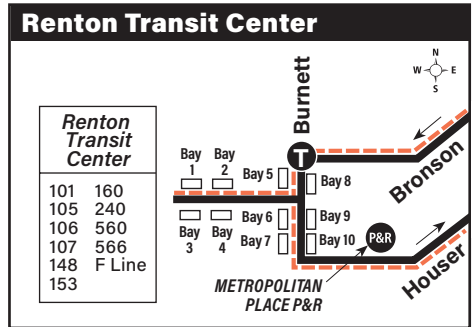 Renton Transit Center
N
W E
S
Burnett
Renton
Transit
Center
101 160
105 240
106 560
107 566
148 F Line
153
Bay
1
Bay
2
Bay 5
T
Bay 8
Bronson
Bay
3
Bay
4
Bay 6
Bay 9
Bay 7
Bay 10
P&R
Houser
METROPOLITAN
PLACE P&R